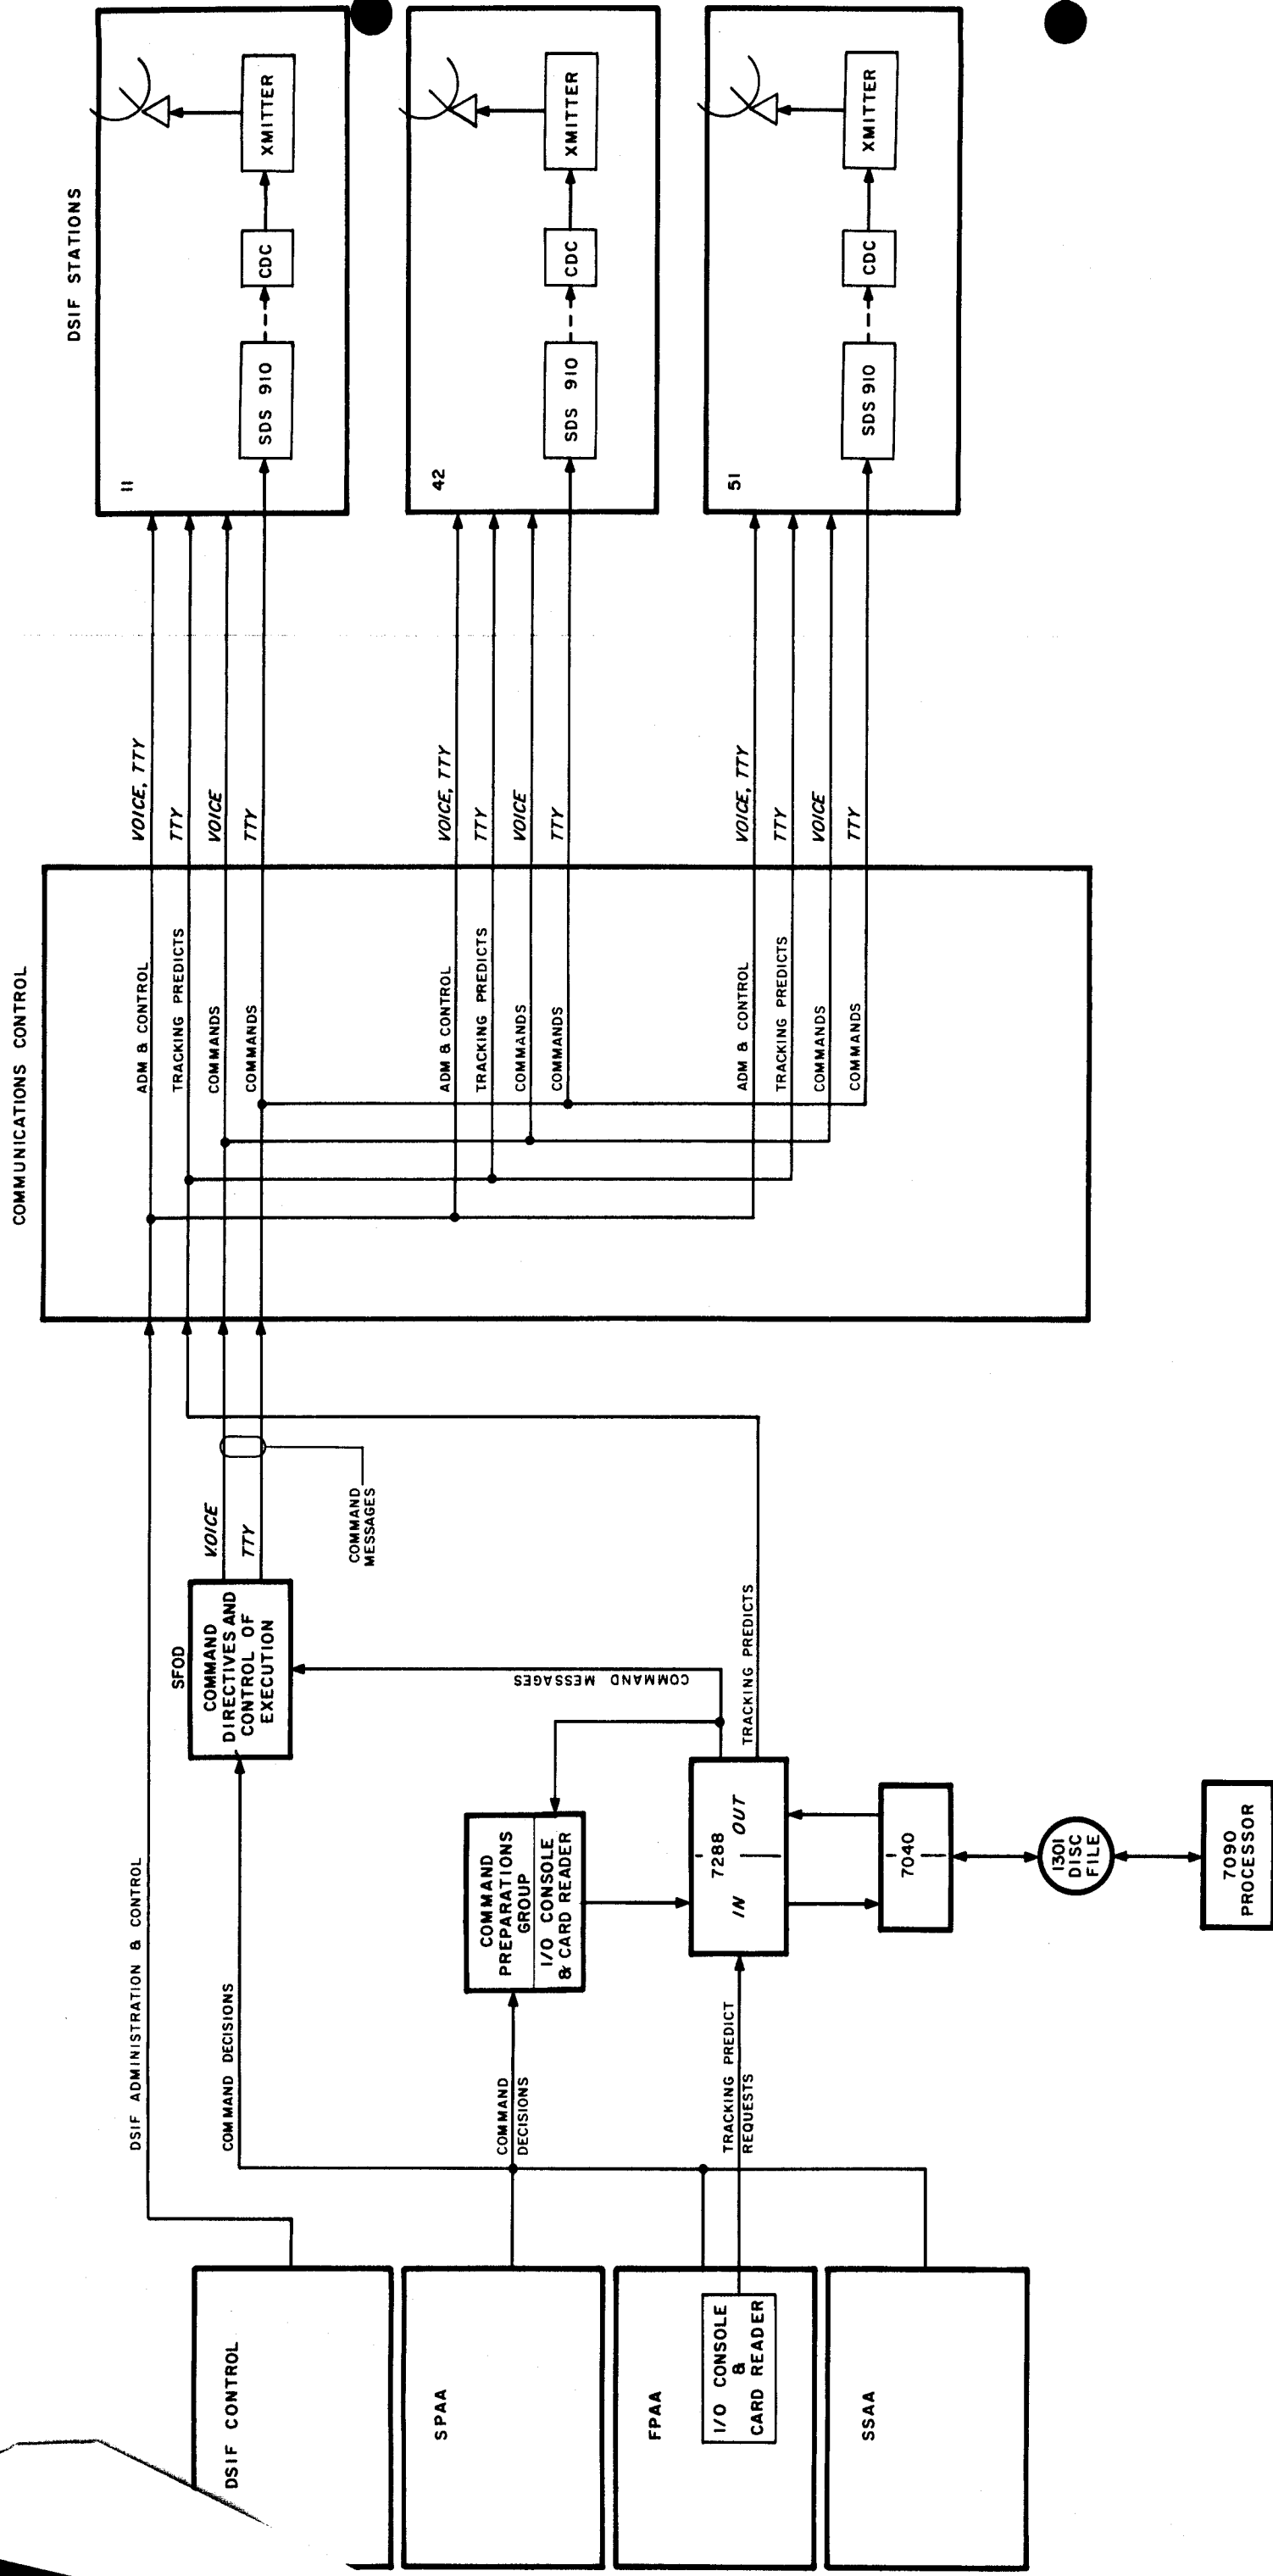 DSIF CONTROL
SPAA
FPAA
I/O CONSOLE
&
CARD READER
SSAA
DSIF ADMINISTRATION & CONTROL
COMMAND DECISIONS
COMMAND
DECISIONS
TRACKING PREDICT
REQUESTS
SFOD
COMMAND
DIRECTIVES AND
CONTROL OF
EXECUTION
COMMAND
PREPARATIONS
GROUP
I/O CONSOLE
& CARD READER
7288
IN OUT
7040
1301
DISC
FILE
7090
PROCESSOR
COMMAND MESSAGES
TRACKING PREDICTS
VOICE
TTY
COMMAND
MESSAGES
COMMUNICATIONS CONTROL
ADM & CONTROL
TRACKING PREDICTS
COMMANDS
COMMANDS
ADM & CONTROL
TRACKING PREDICTS
COMMANDS
COMMANDS
ADM & CONTROL
TRACKING PREDICTS
COMMANDS
COMMANDS
VOICE, TTY
TTY
VOICE
TTY
VOICE, TTY
TTY
VOICE
TTY
VOICE, TTY
TTY
VOICE
TTY
DSIF STATIONS
11
SDS 910
CDC
XMITTER
42
SDS 910
CDC
XMITTER
51
SDS 910
CDC
XMITTER